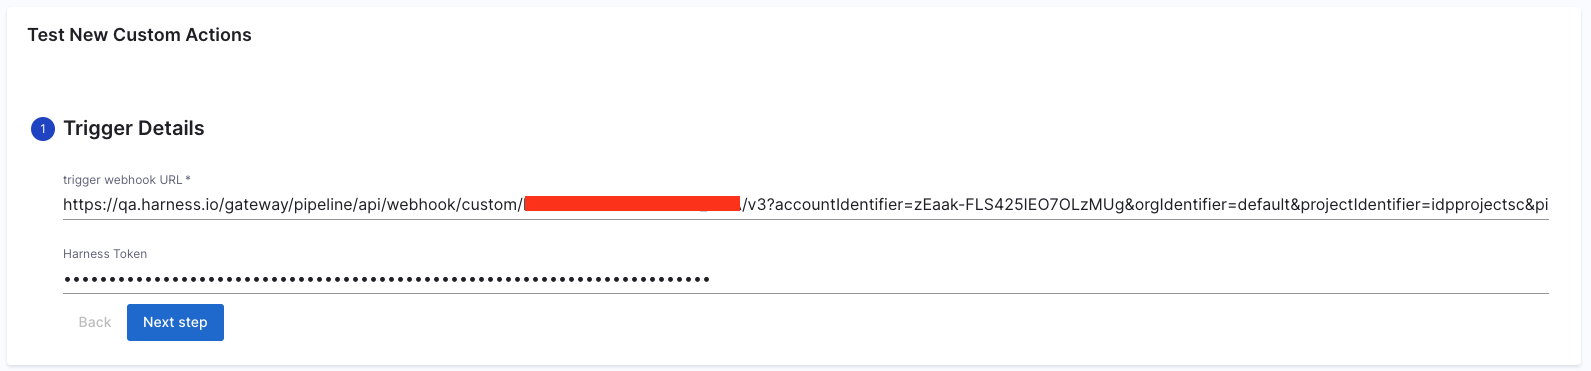 Test New Custom Actions
1 Trigger Details
trigger webhook URL *
https://qa.harness.io/gateway/pipeline/api/webhook/custom/ /v3?accountIdentifier=zEaak-FLS425IEO7OLzMUg&orgIdentifier=default&projectIdentifier=idpprojectsc&pi
Harness Token
••••••••••••••••••••••••••••••••••••••••••••••••••••••••••••••••••••••••
Back Next step